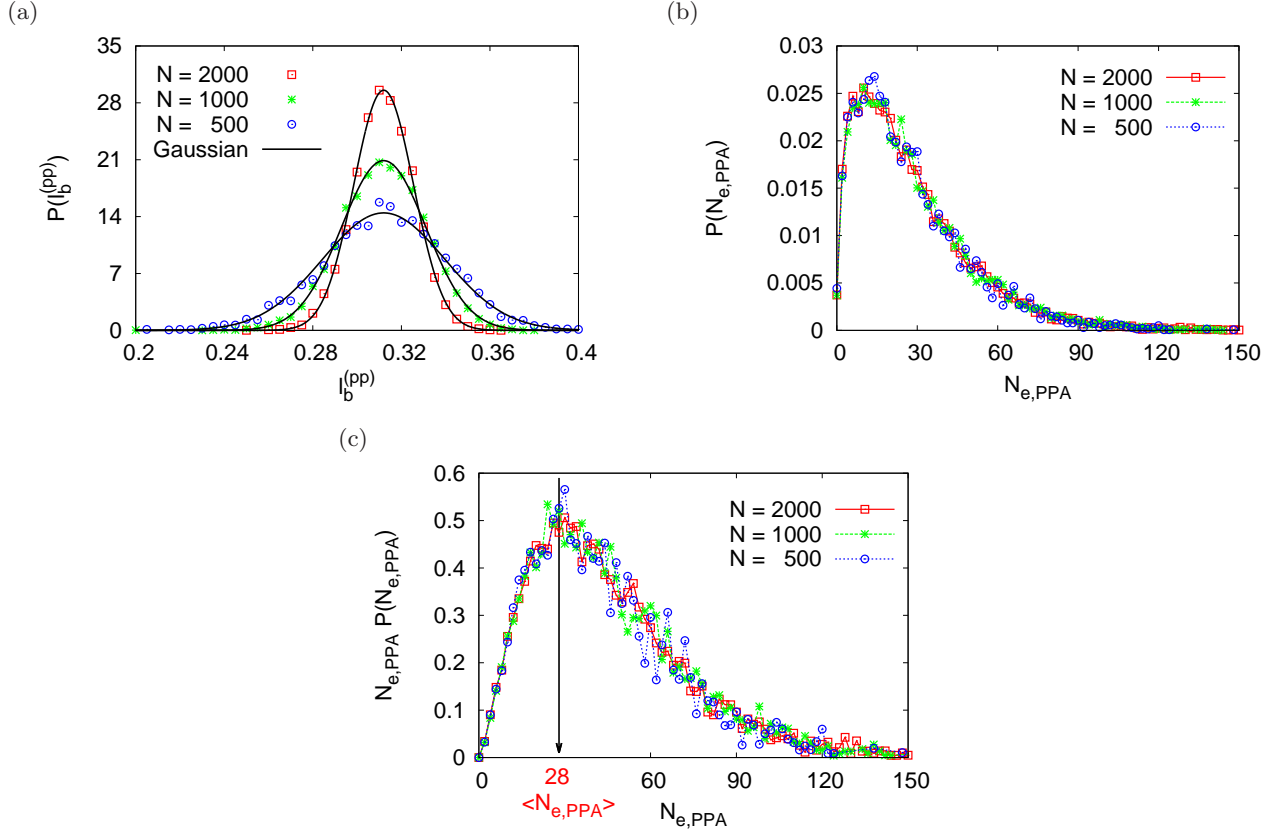 (a)
35
28
21
14
7
0
0.2 0.24 0.28 0.32 0.36 0.4
P(l_b^(pp))
l_b^(pp)
N = 2000
N = 1000
N = 500
Gaussian
(b)
0.03
0.025
0.02
0.015
0.01
0.005
0
0 30 60 90 120 150
P(N_e,PPA)
N_e,PPA
N = 2000
N = 1000
N = 500
(c)
0.6
0.5
0.4
0.3
0.2
0.1
0
0 28 60 90 120 150
<N_e,PPA>
N_e,PPA P(N_e,PPA)
N_e,PPA
N = 2000
N = 1000
N = 500